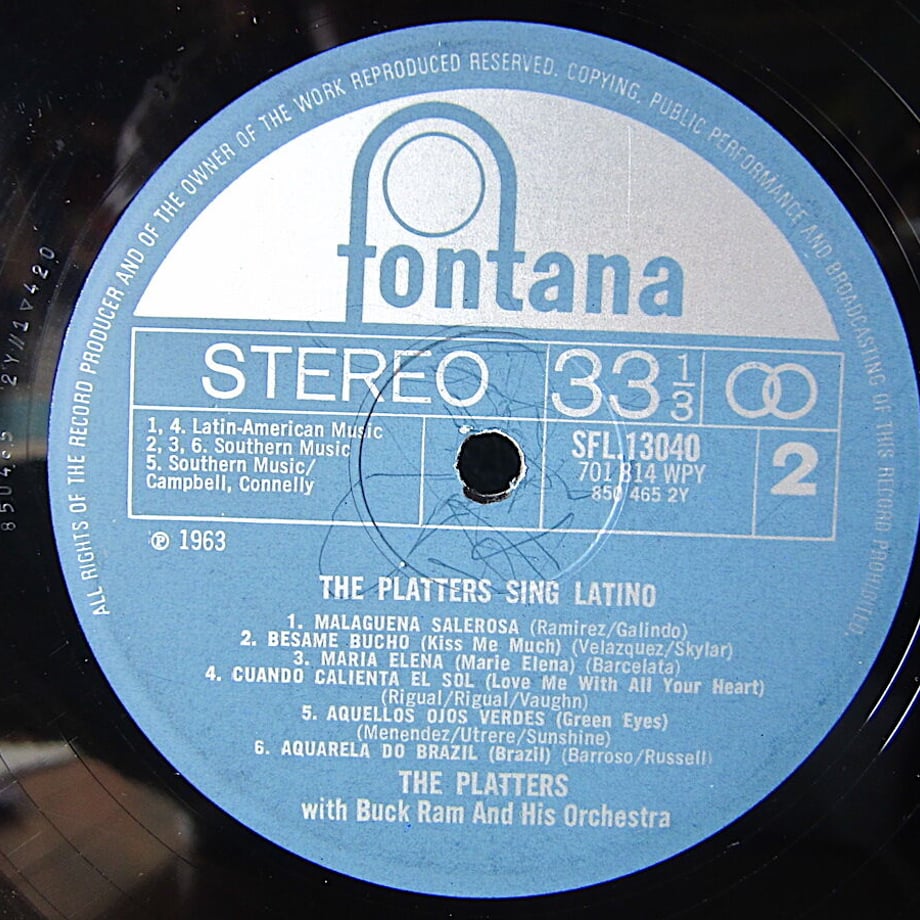 ALL RIGHTS OF THE RECORD PRODUCER AND OF THE OWNER OF THE WORK REPRODUCED RESERVED. COPYING, PUBLIC PERFORMANCE AND BROADCASTING OF THIS RECORD PROHIBITED.
fontana
STEREO 33 1/3
1, 4. Latin-American Music
2, 3, 6. Southern Music
5. Southern Music/
Campbell, Connelly
SFL.13040
701 814 WPY
850 465 2Y
2
℗ 1963
THE PLATTERS SING LATINO
1. MALAGUENA SALEROSA (Ramirez/Galindo)
2. BESAME BUCHO (Kiss Me Much) (Velazquez/Skylar)
3. MARIA ELENA (Marie Elena) (Barcelata)
4. CUANDO CALIENTA EL SOL (Love Me With All Your Heart)
(Rigual/Rigual/Vaughn)
5. AQUELLOS OJOS VERDES (Green Eyes)
(Menendez/Utrere/Sunshine)
6. AQUARELA DO BRAZIL (Brazil) (Barroso/Russell)
THE PLATTERS
with Buck Ram And His Orchestra